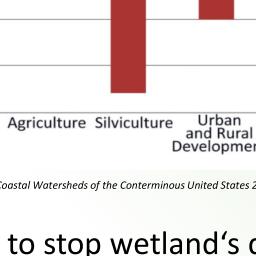 Agriculture Silviculture Urban
and Rural
Developmen
Coastal Watersheds of the Conterminous United States 2
to stop wetland‘s